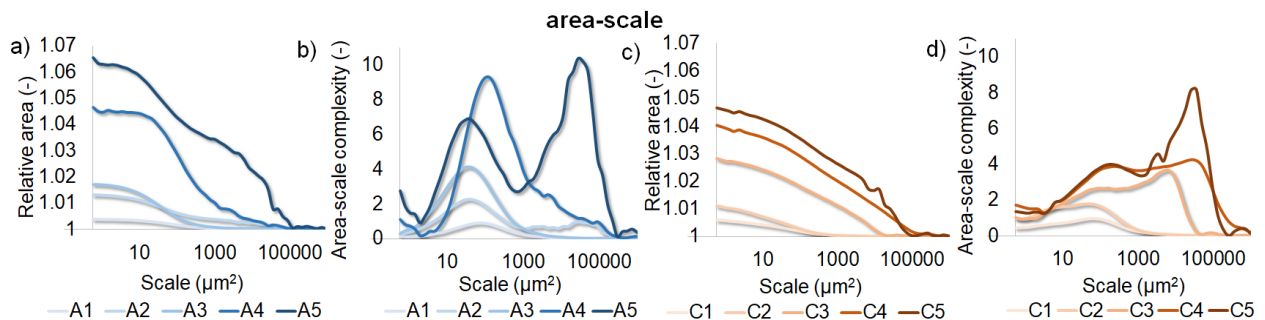 area-scale
a)
Relative area (-)
1.07
1.06
1.05
1.04
1.03
1.02
1.01
1
10 1000 100000
Scale (µm²)
A1 A2 A3 A4 A5
b)
Area-scale complexity (-)
10
8
6
4
2
0
10 1000 100000
Scale (µm²)
A1 A2 A3 A4 A5
c)
Relative area (-)
1.07
1.06
1.05
1.04
1.03
1.02
1.01
1
10 1000 100000
Scale (µm²)
C1 C2 C3 C4 C5
d)
Area-scale complexity (-)
10
8
6
4
2
0
10 1000 100000
Scale (µm²)
C1 C2 C3 C4 C5